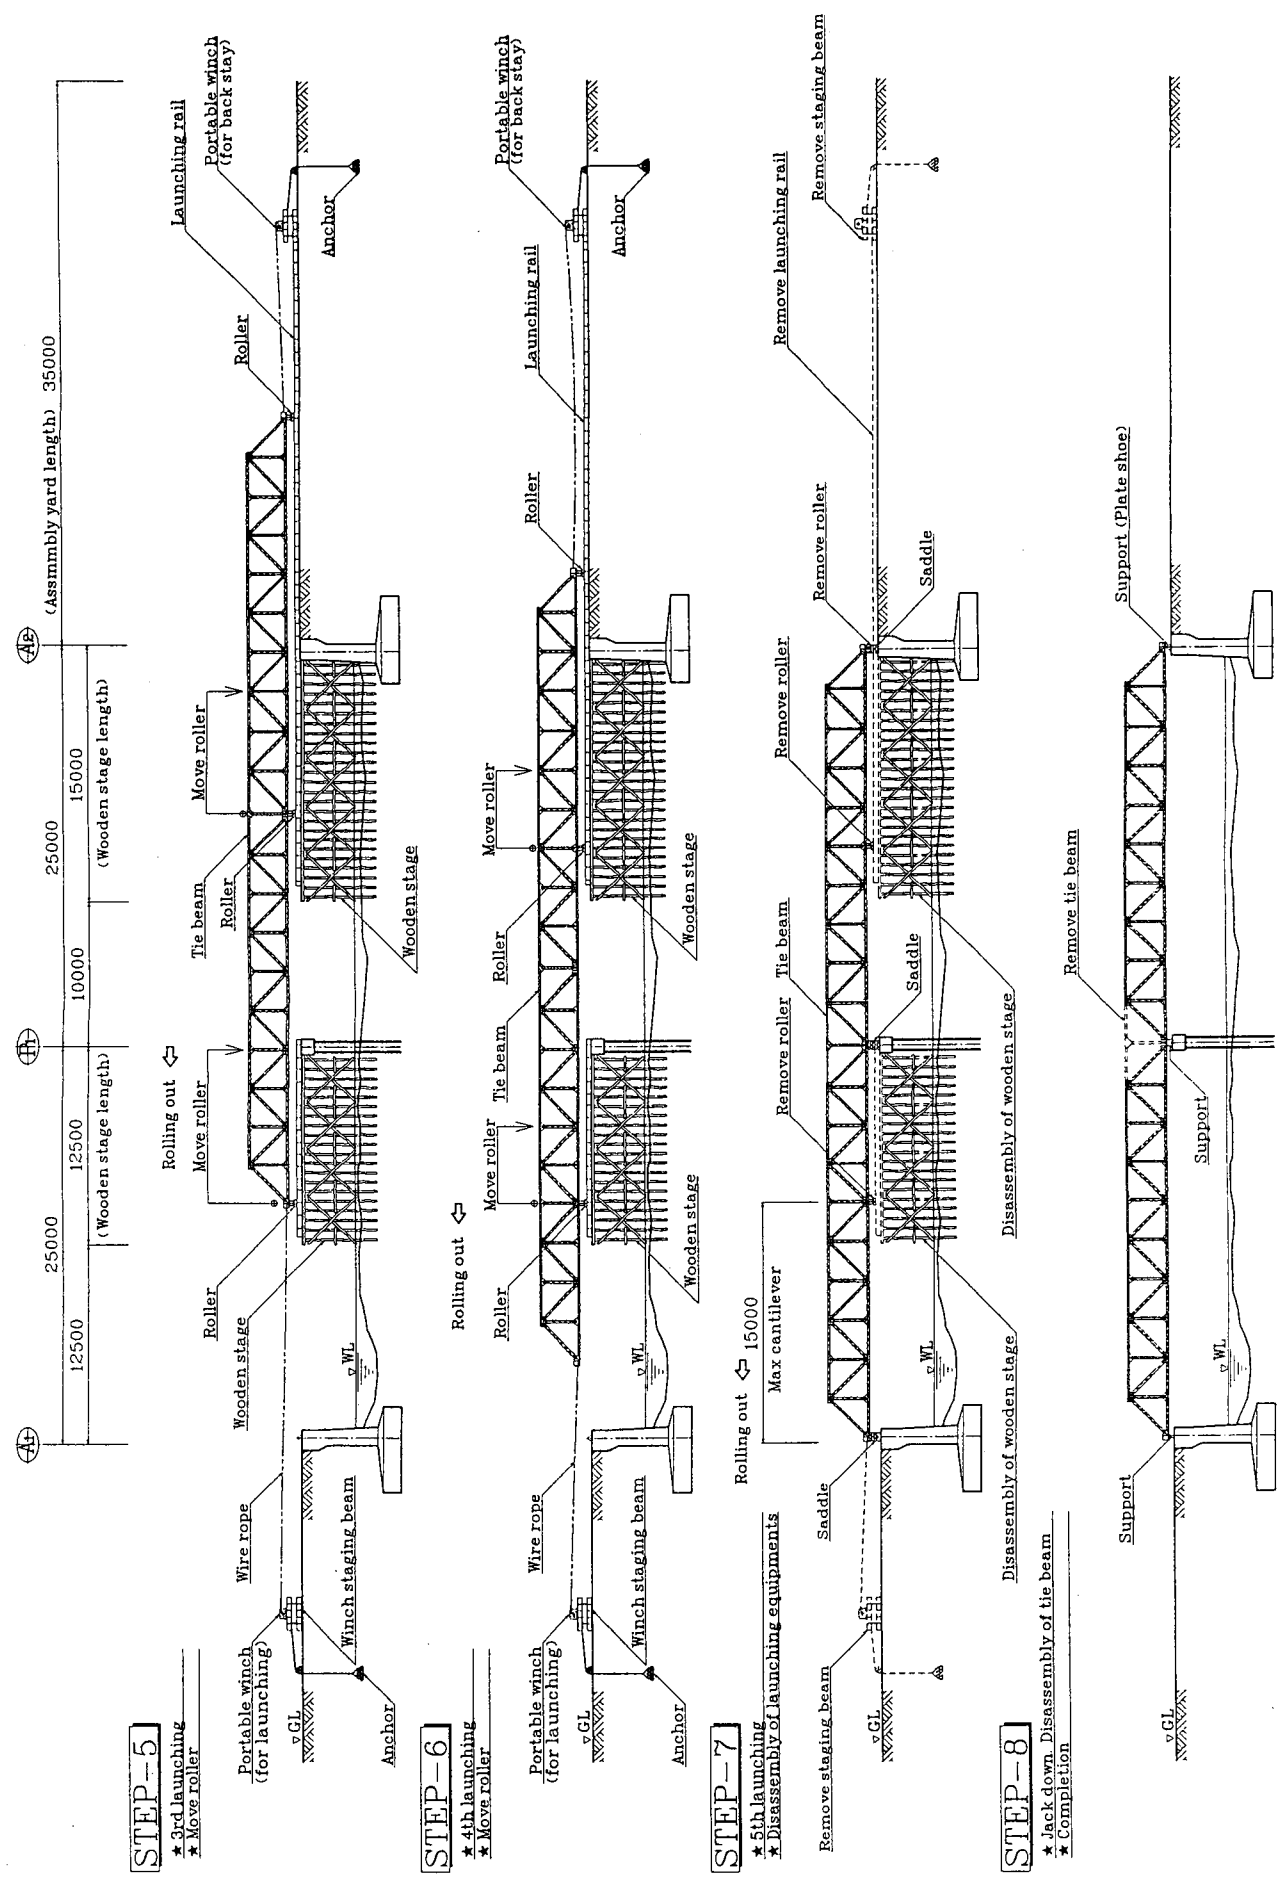 A1
P1
A2
25000
25000
(Assmmbly yard length) 35000
12500
12500
10000
15000
(Wooden stage length)
(Wooden stage length)
STEP-5
★ 3rd launching
★ Move roller
Rolling out
Move roller
Move roller
Tie beam
Roller
Roller
Roller
Launching rail
Portable winch
(for back stay)
Wire rope
Wooden stage
Wooden stage
Portable winch
(for launching)
GL
WL
Winch staging beam
Anchor
Anchor
STEP-6
★ 4th launching
★ Move roller
Rolling out
Move roller
Move roller
Roller
Tie beam
Roller
Roller
Launching rail
Portable winch
(for back stay)
Wire rope
Portable winch
(for launching)
GL
WL
Winch staging beam
Wooden stage
Wooden stage
Anchor
Anchor
STEP-7
★ 5th launching
★ Disassembly of launching equipments
Rolling out
15000
Max cantilever
Remove roller
Tie beam
Remove roller
Remove roller
Remove launching rail
Remove staging beam
Remove staging beam
Saddle
Saddle
Saddle
GL
WL
Disassembly of wooden stage
Disassembly of wooden stage
STEP-8
★ Jack down. Disassembly of tie beam
★ Completion
Remove tie beam
Support
Support
Support (Plate shoe)
GL
WL